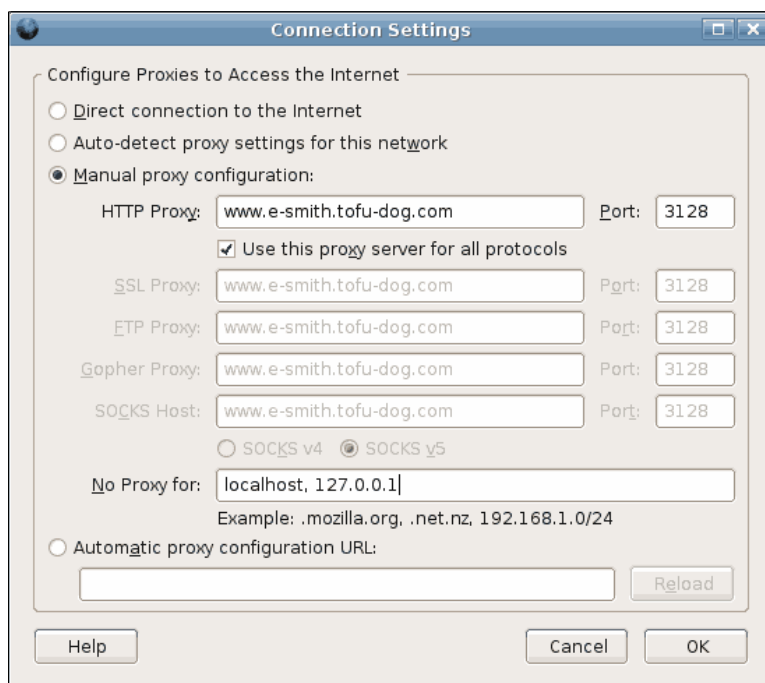 Connection Settings
Configure Proxies to Access the Internet
Direct connection to the Internet
Auto-detect proxy settings for this network
Manual proxy configuration:
HTTP Proxy: www.e-smith.tofu-dog.com Port: 3128
Use this proxy server for all protocols
SSL Proxy: www.e-smith.tofu-dog.com Port: 3128
FTP Proxy: www.e-smith.tofu-dog.com Port: 3128
Gopher Proxy: www.e-smith.tofu-dog.com Port: 3128
SOCKS Host: www.e-smith.tofu-dog.com Port: 3128
SOCKS v4 SOCKS v5
No Proxy for: localhost, 127.0.0.1
Example: .mozilla.org, .net.nz, 192.168.1.0/24
Automatic proxy configuration URL:
Reload
Help Cancel OK